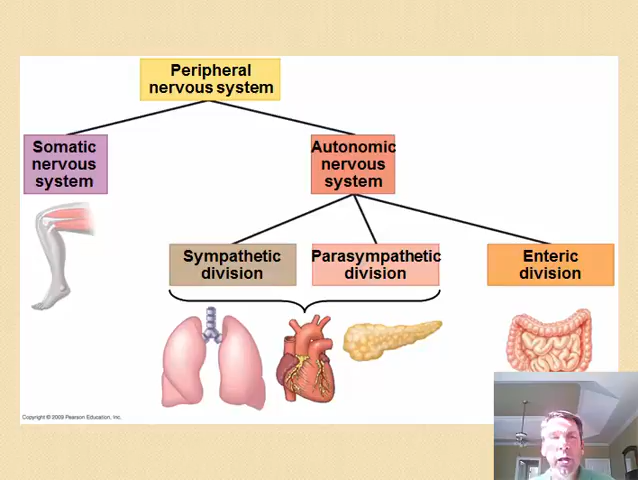 Peripheral
nervous system
Somatic
nervous
system
Autonomic
nervous
system
Sympathetic
division
Parasympathetic
division
Enteric
division
Copyright © 2009 Pearson Education, Inc.